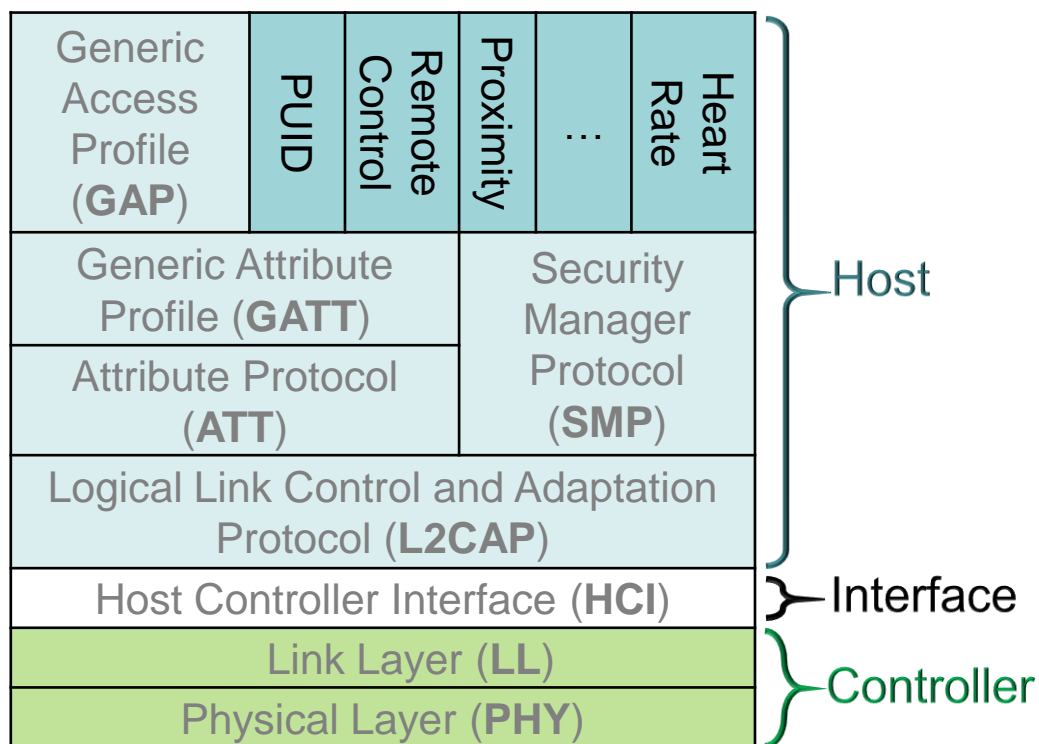 Generic
Access
Profile
(GAP)
PUID
Remote
Control
Proximity
...
Heart
Rate
Generic Attribute
Profile (GATT)
Security
Manager
Protocol
(SMP)
Attribute Protocol
(ATT)
Logical Link Control and Adaptation
Protocol (L2CAP)
Host
Host Controller Interface (HCI)
Interface
Link Layer (LL)
Physical Layer (PHY)
Controller